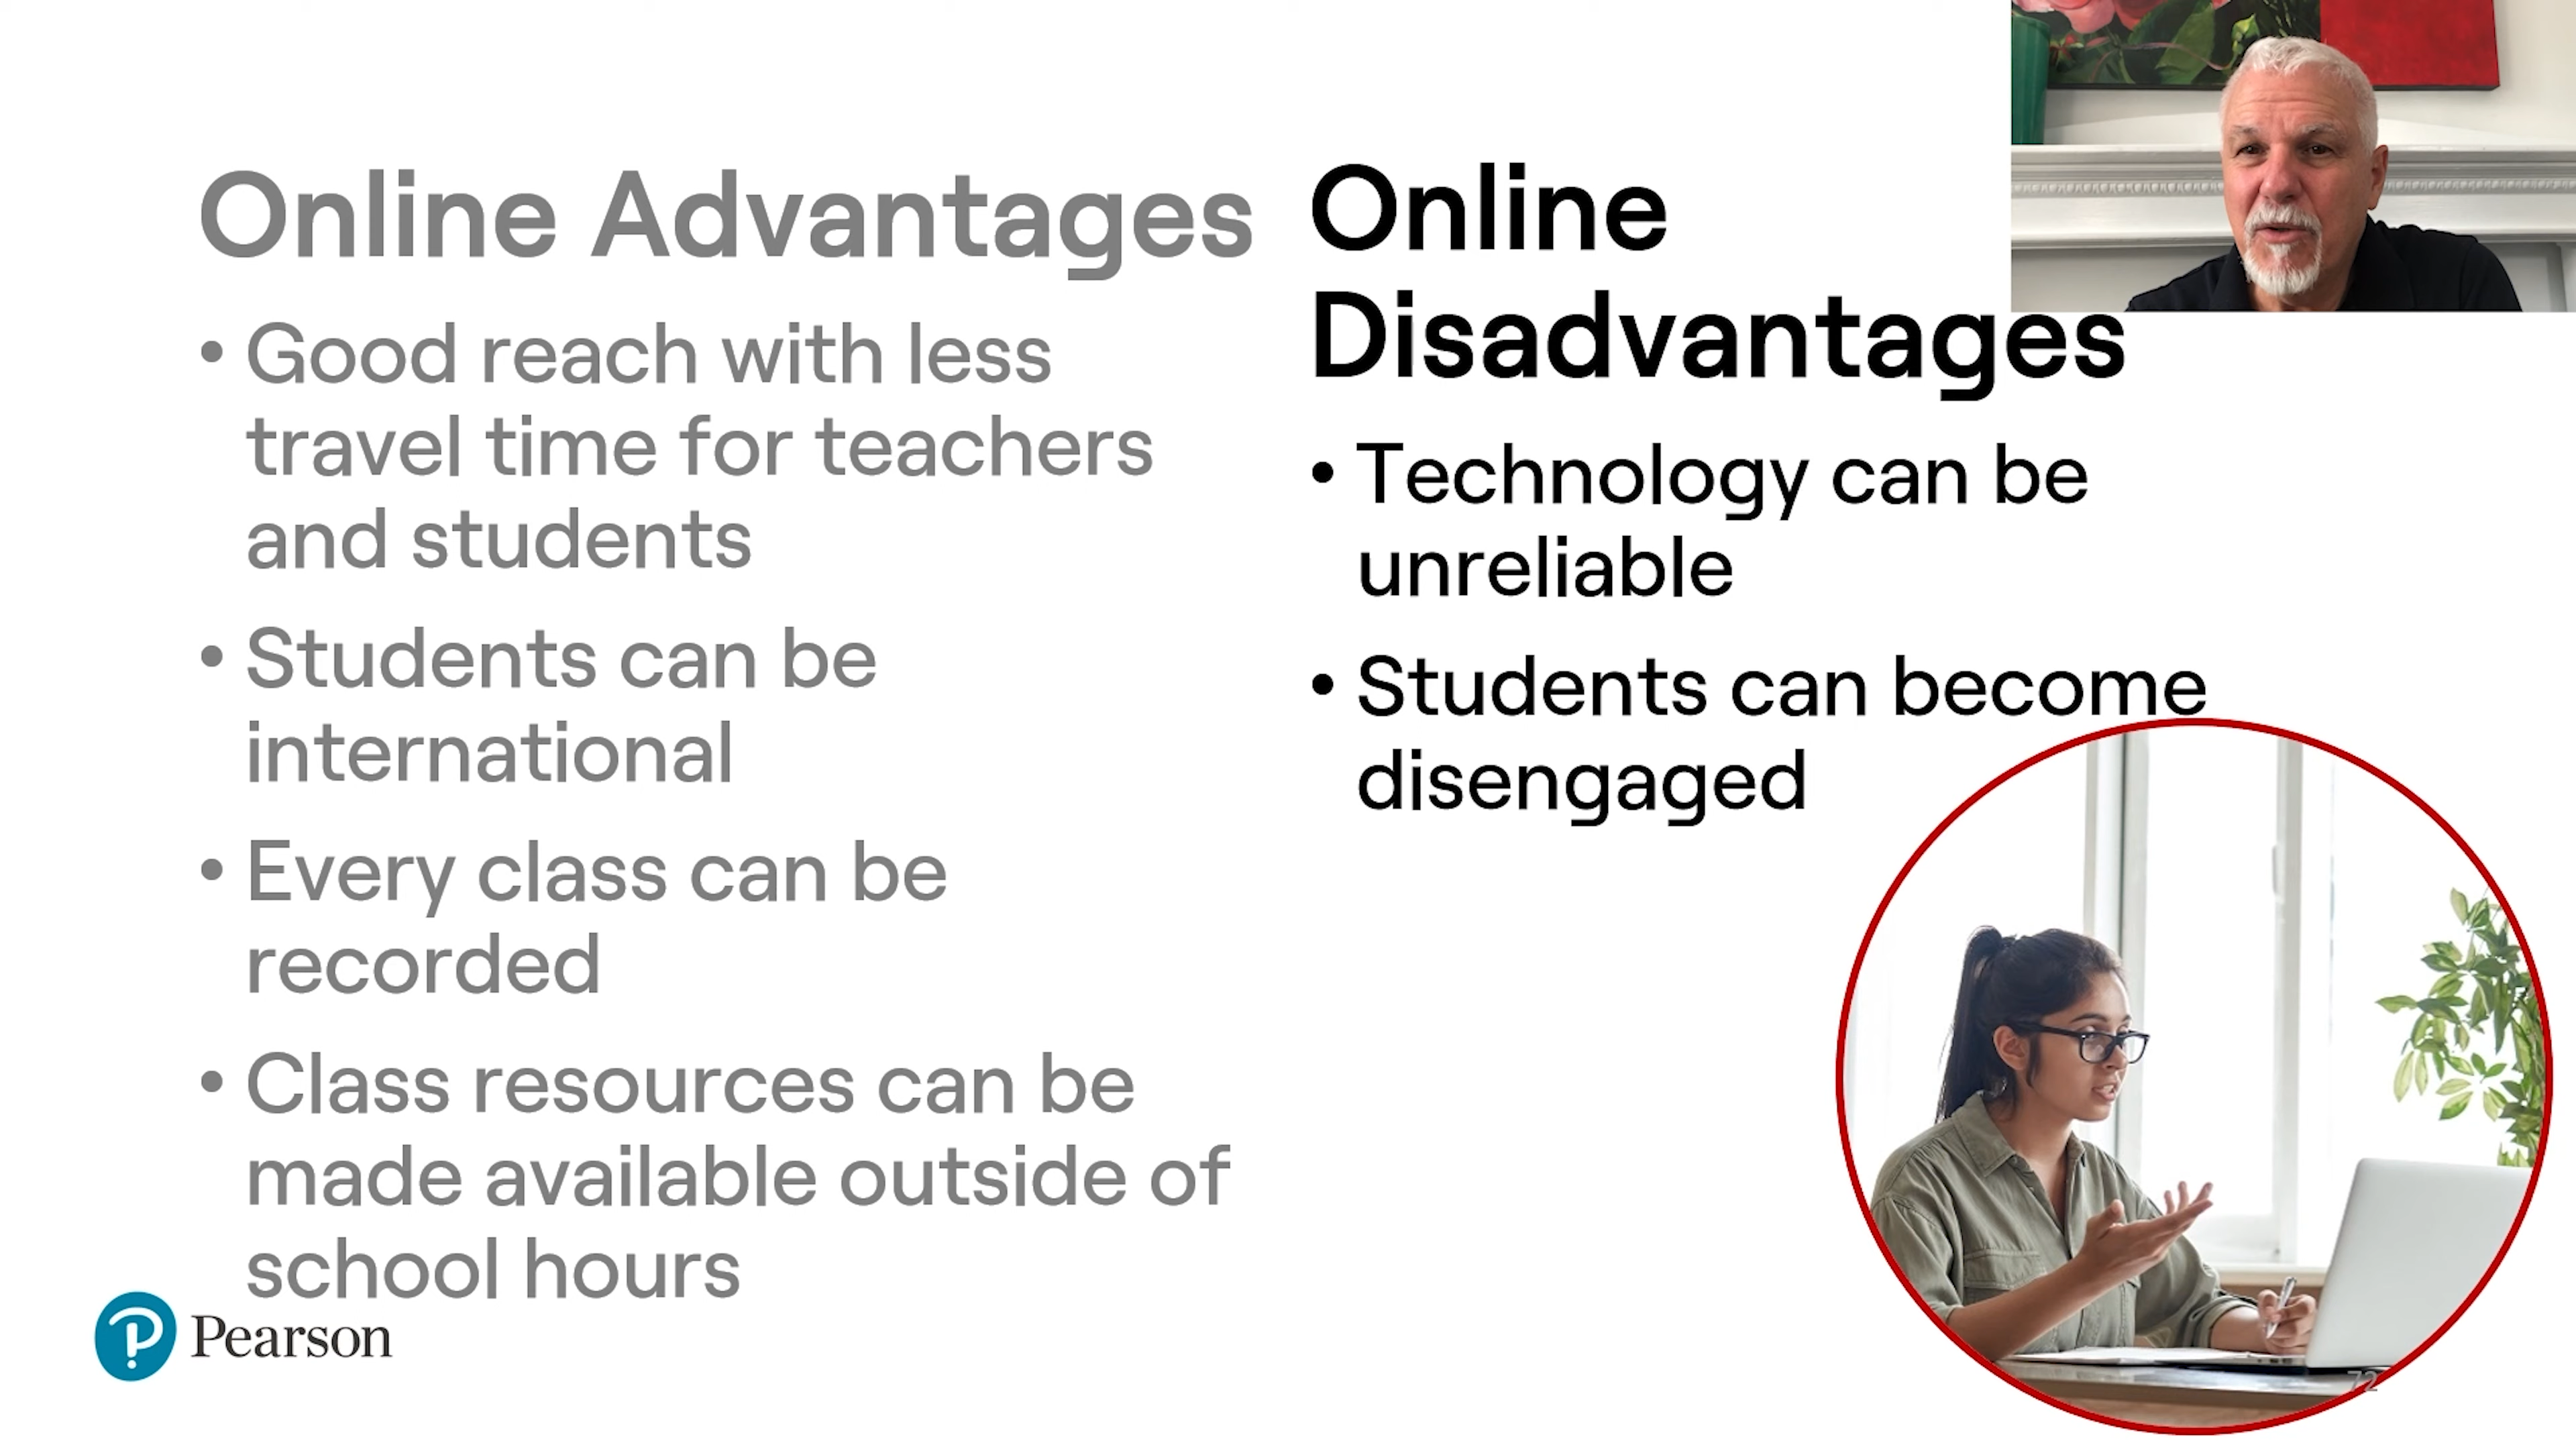 Online Advantages
• Good reach with less
travel time for teachers
and students
• Students can be
international
• Every class can be
recorded
• Class resources can be
made available outside of
school hours
Online
Disadvantages
• Technology can be
unreliable
• Students can become
disengaged
Pearson
72